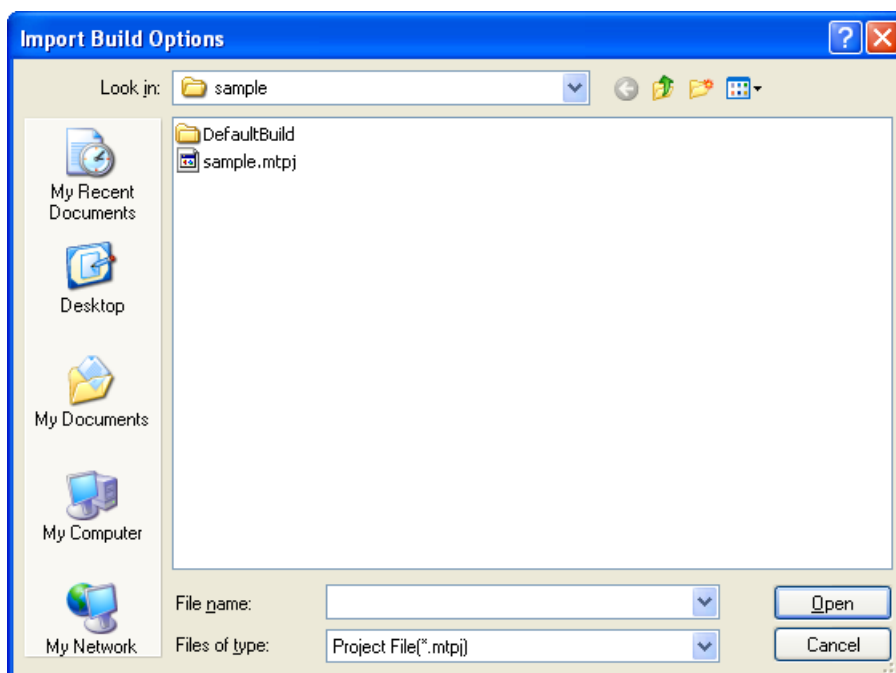 Import Build Options
Look in:
sample
DefaultBuild
sample.mtpj
My Recent
Documents
Desktop
My Documents
My Computer
My Network
File name:
Open
Files of type:
Project File(*.mtpj)
Cancel